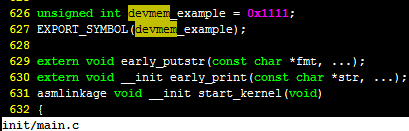 626 unsigned int devmem_example = 0x1111;
627 EXPORT_SYMBOL(devmem_example);
628
629 extern void early_putstr(const char *fmt, ...);
630 extern void __init early_print(const char *str, ...);
631 asmlinkage void __init start_kernel(void)
632 {
init/main.c